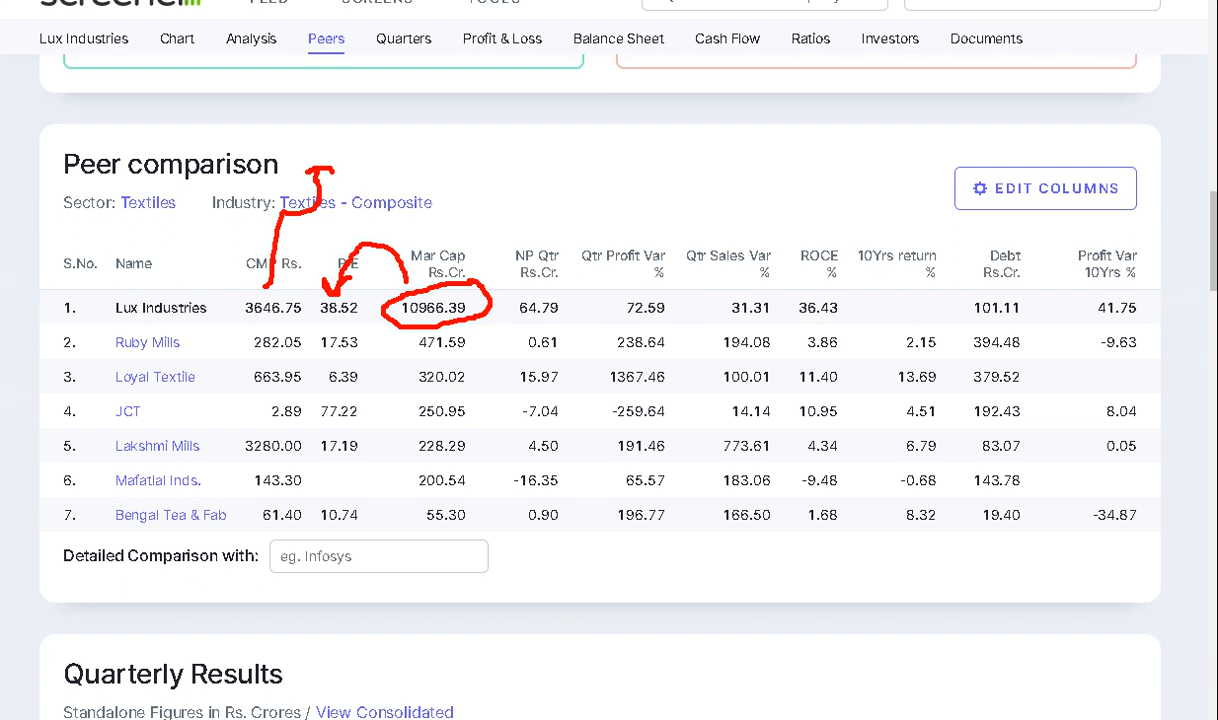 screener
FEED SCREENS TOOLS
Lux Industries Chart Analysis Peers Quarters Profit & Loss Balance Sheet Cash Flow Ratios Investors Documents
Peer comparison
Sector: Textiles Industry: Textiles - Composite
EDIT COLUMNS
S.No. Name CMP Rs. P/E Mar Cap Rs.Cr. NP Qtr Rs.Cr. Qtr Profit Var % Qtr Sales Var % ROCE % 10Yrs return % Debt Rs.Cr. Profit Var 10Yrs %
1. Lux Industries 3646.75 38.52 10966.39 64.79 72.59 31.31 36.43 101.11 41.75
2. Ruby Mills 282.05 17.53 471.59 0.61 238.64 194.08 3.86 2.15 394.48 -9.63
3. Loyal Textile 663.95 6.39 320.02 15.97 1367.46 100.01 11.40 13.69 379.52
4. JCT 2.89 77.22 250.95 -7.04 -259.64 14.14 10.95 4.51 192.43 8.04
5. Lakshmi Mills 3280.00 17.19 228.29 4.50 191.46 773.61 4.34 6.79 83.07 0.05
6. Mafatlal Inds. 143.30 200.54 -16.35 65.57 183.06 -9.48 -0.68 143.78
7. Bengal Tea & Fab 61.40 10.74 55.30 0.90 196.77 166.50 1.68 8.32 19.40 -34.87
Detailed Comparison with: eg. Infosys
Quarterly Results
Standalone Figures in Rs. Crores / View Consolidated